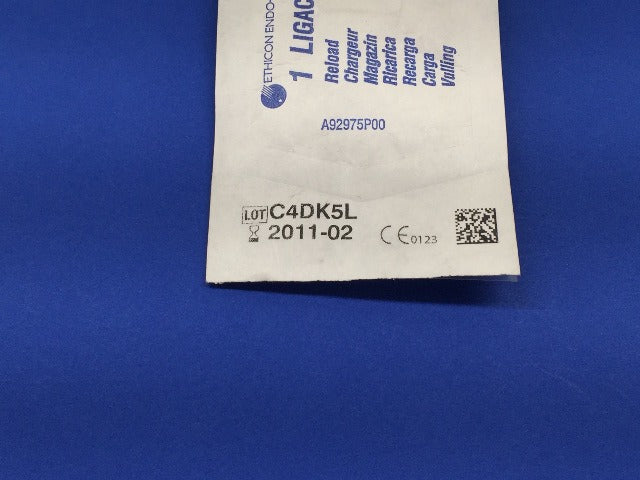 ETHICON ENDO-
1 LIGAC
Reload
Chargeur
Magazin
Ricarica
Recarga
Carga
Vulling
A92975P00
LOT C4DK5L
2011-02 CE 0123